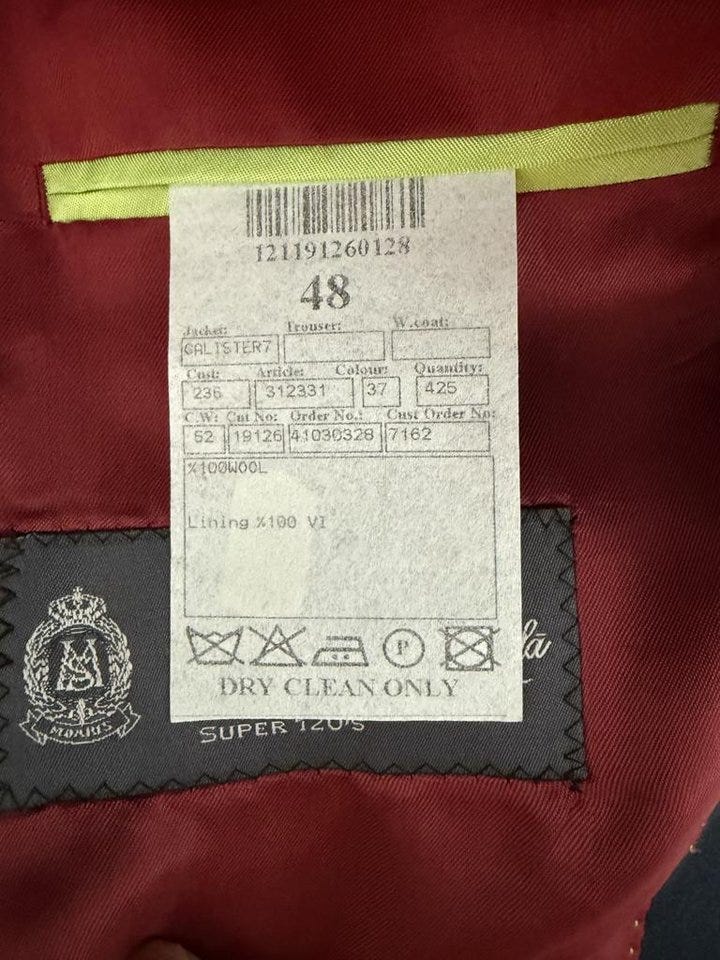 121191260128
48
Jacket: Trouser: W.coat:
CALISTER7
Cust: Article: Colour: Quantity:
236 312331 37 425
C.W: Cut No: Order No.: Cust Order No:
52 19126 41030328 7162
%100WOOL
Lining %100 VI
P
DRY CLEAN ONLY
MS
SUPER 120'S